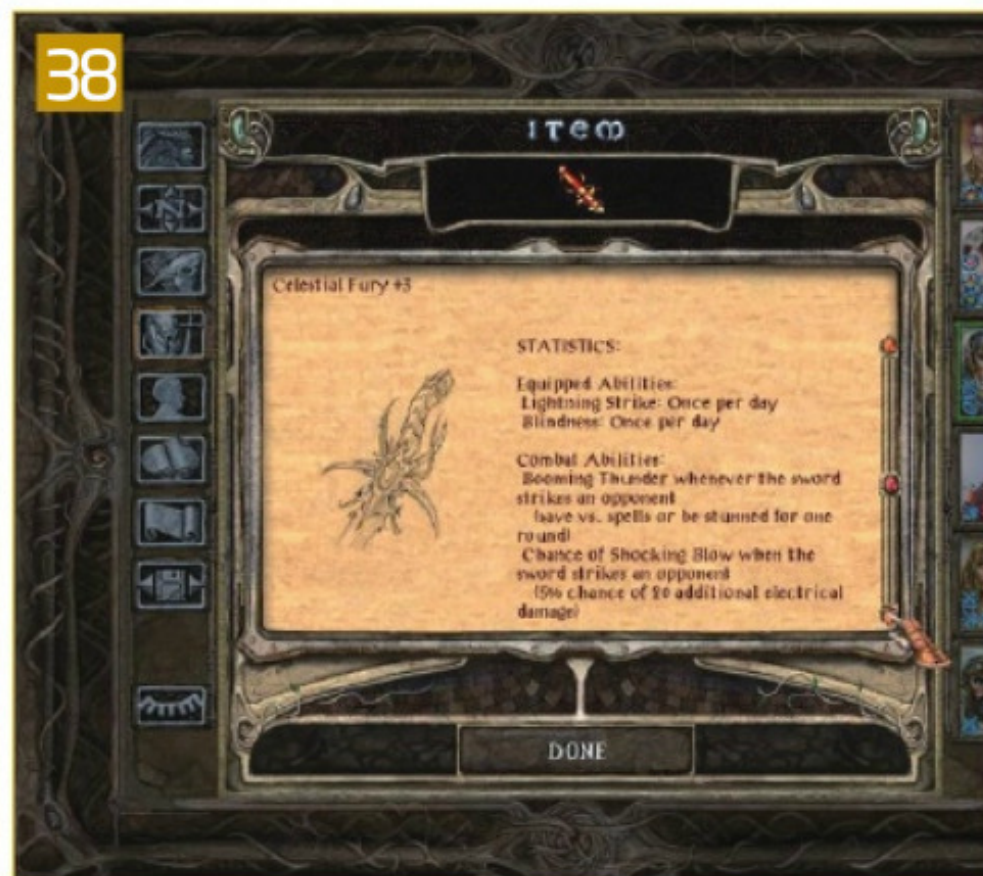 38
ITEM
Celestial Fury +3
STATISTICS:
Equipped Abilities:
Lightning Strike: Once per day
Blindness: Once per day
Combat Abilities:
Booming Thunder whenever the sword
strikes an opponent
(save vs. spells or be stunned for one
round)
Chance of Shocking Blow when the
sword strikes an opponent
(5% chance of 20 additional electrical
damage)
DONE